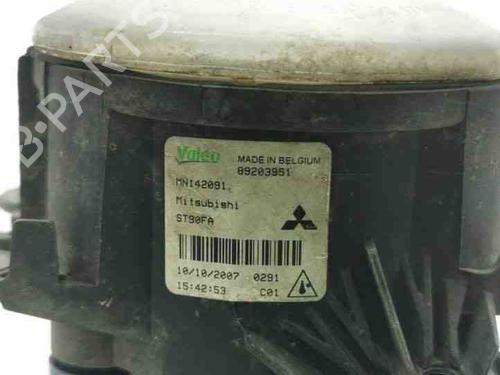 B-PARTS
Valeo MADE IN BELGIUM
89203951
MN142091.
Mitsubishi
ST90FA
10/10/2007 0291
15:42:53 C01